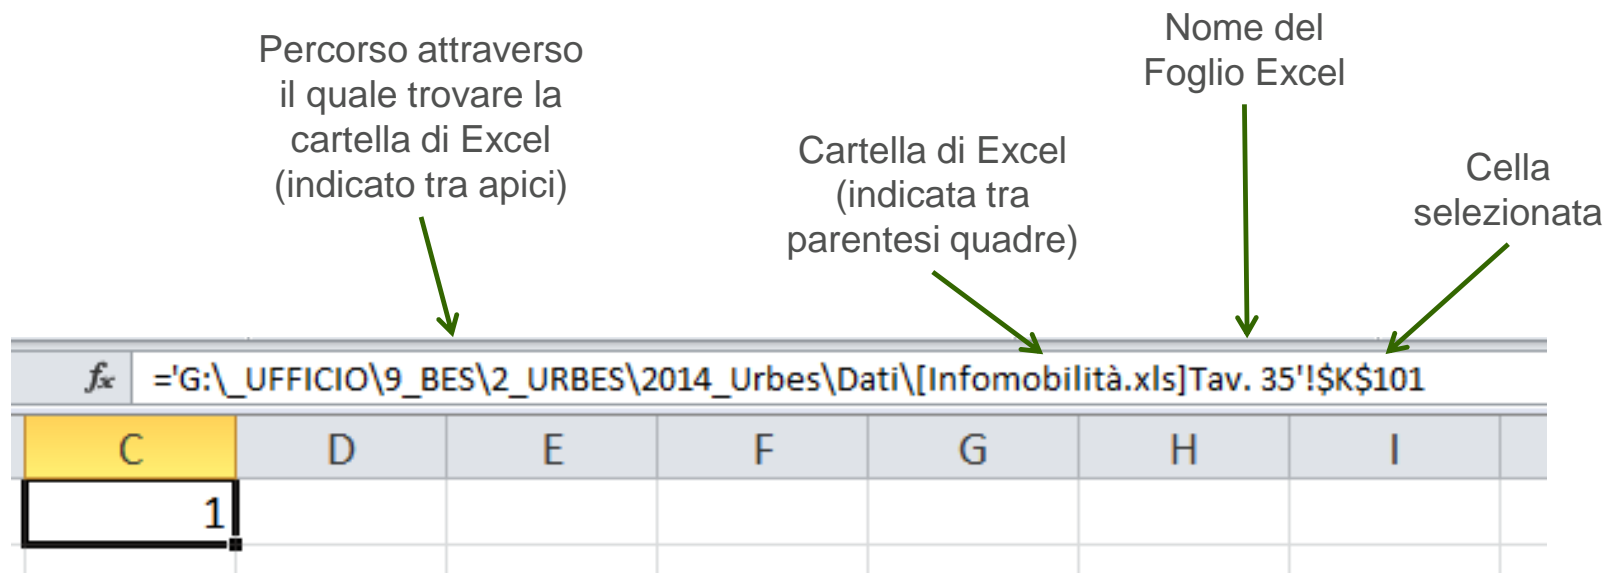 Percorso attraverso
il quale trovare la
cartella di Excel
(indicato tra apici)
Cartella di Excel
(indicata tra
parentesi quadre)
Nome del
Foglio Excel
Cella
selezionata
fx ='G:\_UFFICIO\9_BES\2_URBES\2014_Urbes\Dati\[Infomobilità.xls]Tav. 35'!$K$101
C D E F G H I
1